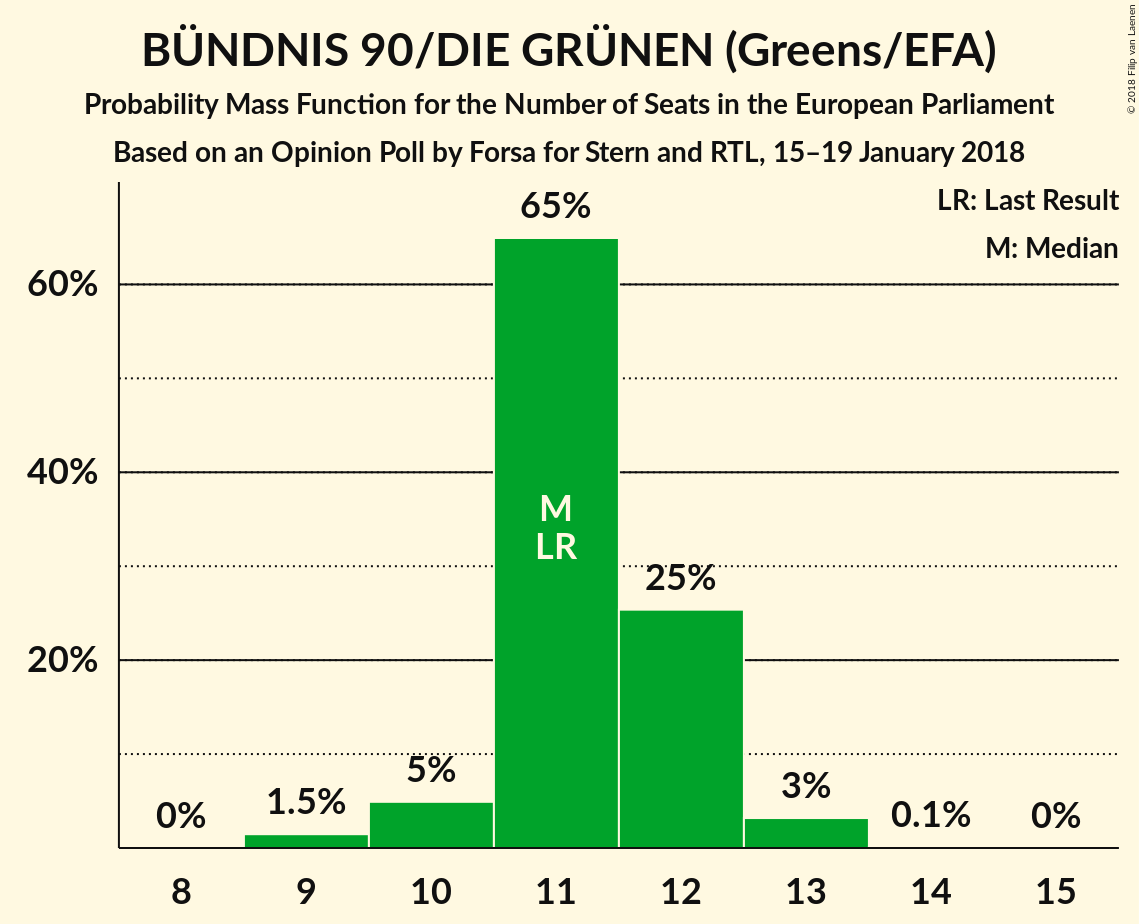 BÜNDNIS 90/DIE GRÜNEN (Greens/EFA)
Probability Mass Function for the Number of Seats in the European Parliament
Based on an Opinion Poll by Forsa for Stern and RTL, 15–19 January 2018
© 2018 Filip van Laenen
LR: Last Result
M: Median
60%
40%
20%
0%
1.5%
5%
65%
M
LR
25%
3%
0.1%
0%
8
9
10
11
12
13
14
15